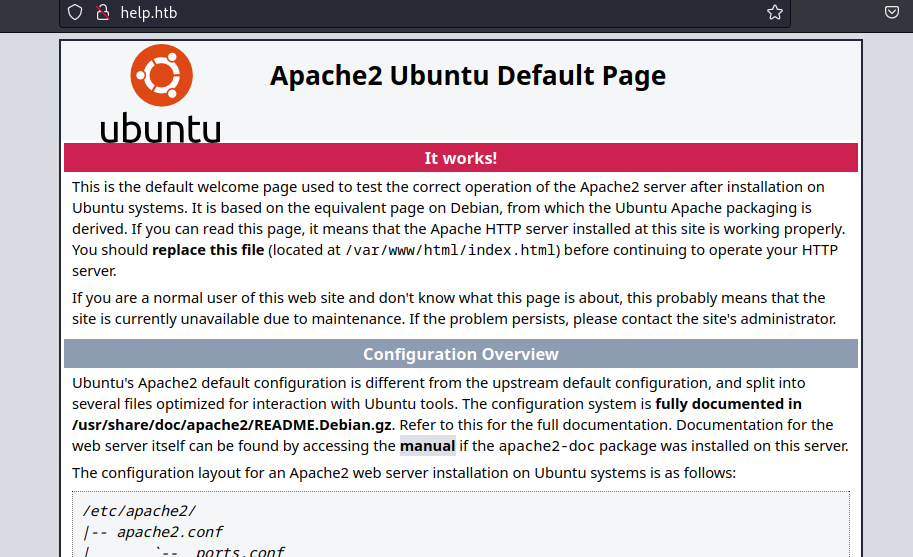 help.htb
ubuntu
Apache2 Ubuntu Default Page
It works!
This is the default welcome page used to test the correct operation of the Apache2 server after installation on
Ubuntu systems. It is based on the equivalent page on Debian, from which the Ubuntu Apache packaging is
derived. If you can read this page, it means that the Apache HTTP server installed at this site is working properly.
You should replace this file (located at /var/www/html/index.html) before continuing to operate your HTTP
server.
If you are a normal user of this web site and don't know what this page is about, this probably means that the
site is currently unavailable due to maintenance. If the problem persists, please contact the site's administrator.
Configuration Overview
Ubuntu's Apache2 default configuration is different from the upstream default configuration, and split into
several files optimized for interaction with Ubuntu tools. The configuration system is fully documented in
/usr/share/doc/apache2/README.Debian.gz. Refer to this for the full documentation. Documentation for the
web server itself can be found by accessing the manual if the apache2-doc package was installed on this server.
The configuration layout for an Apache2 web server installation on Ubuntu systems is as follows:
/etc/apache2/
|-- apache2.conf
|       `--  ports.conf